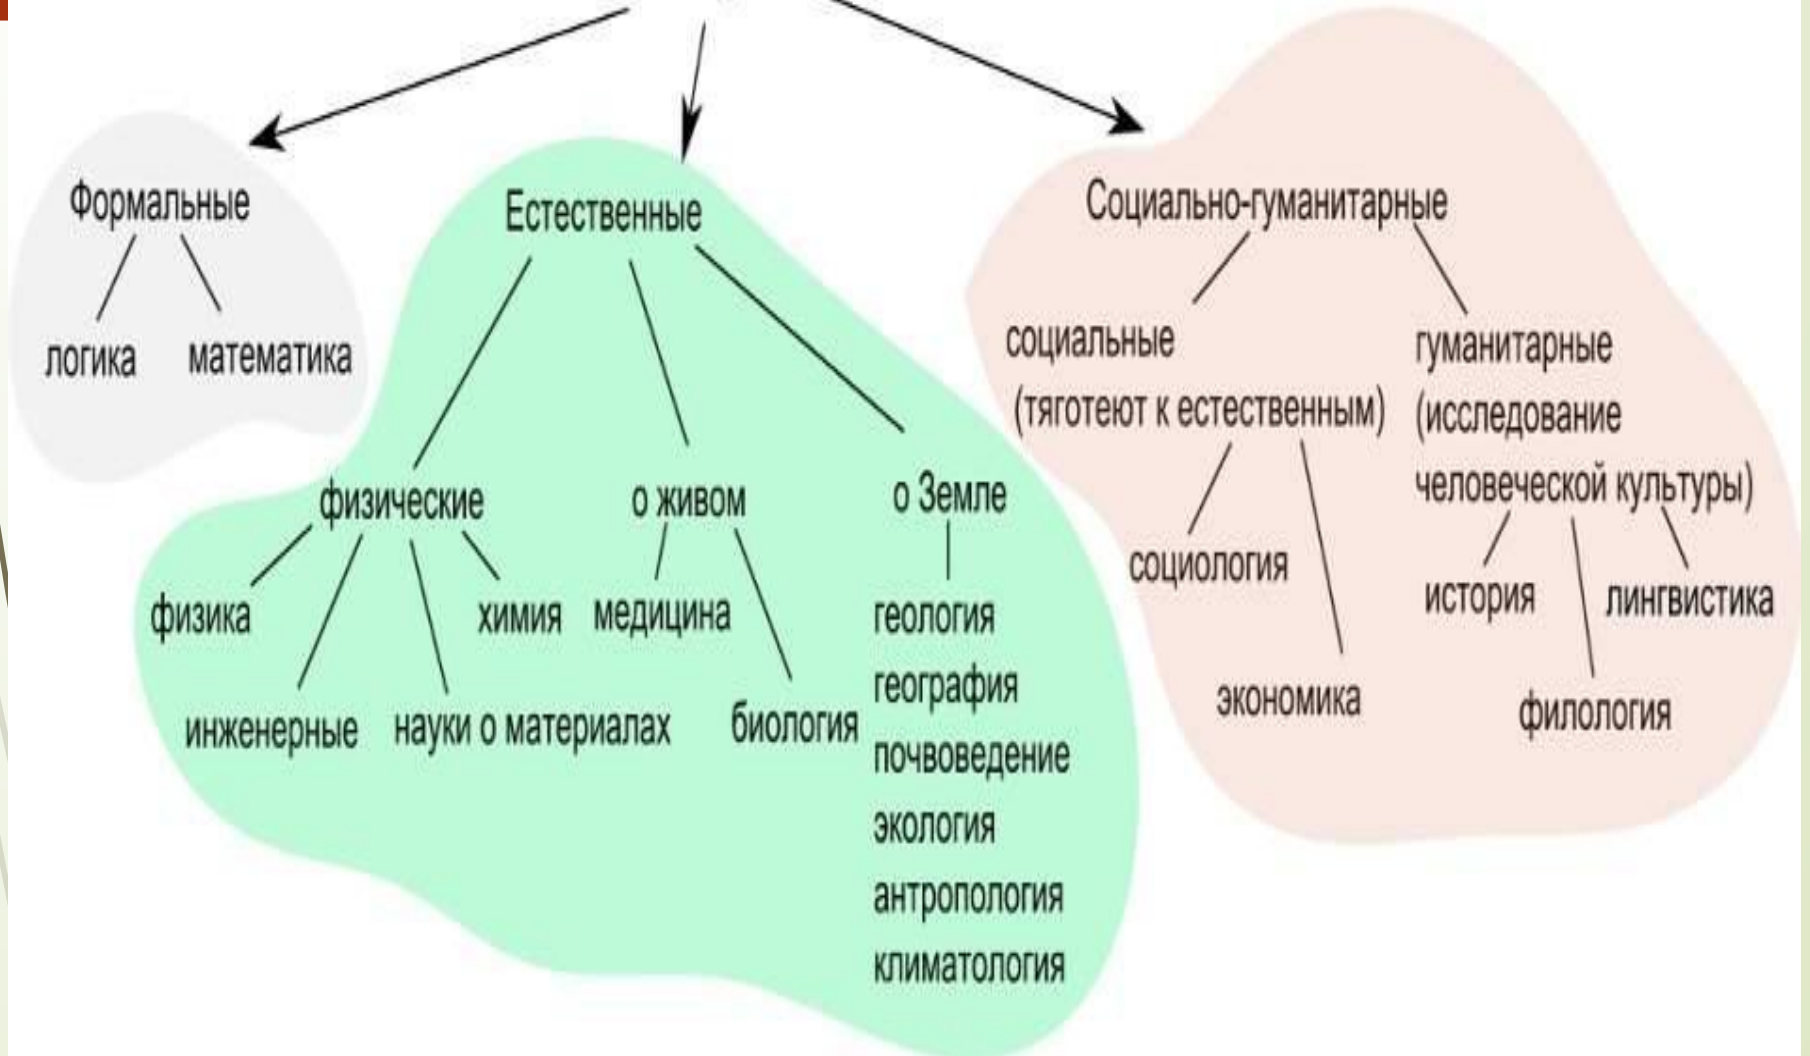 Формальные
логика
математика
Естественные
физические
о живом
о Земле
физика
химия
медицина
геология
география
инженерные
науки о материалах
биология
почвоведение
экология
антропология
климатология
Социально-гуманитарные
социальные
(тяготеют к естественным)
гуманитарные
(исследование
человеческой культуры)
социология
экономика
история
лингвистика
филология